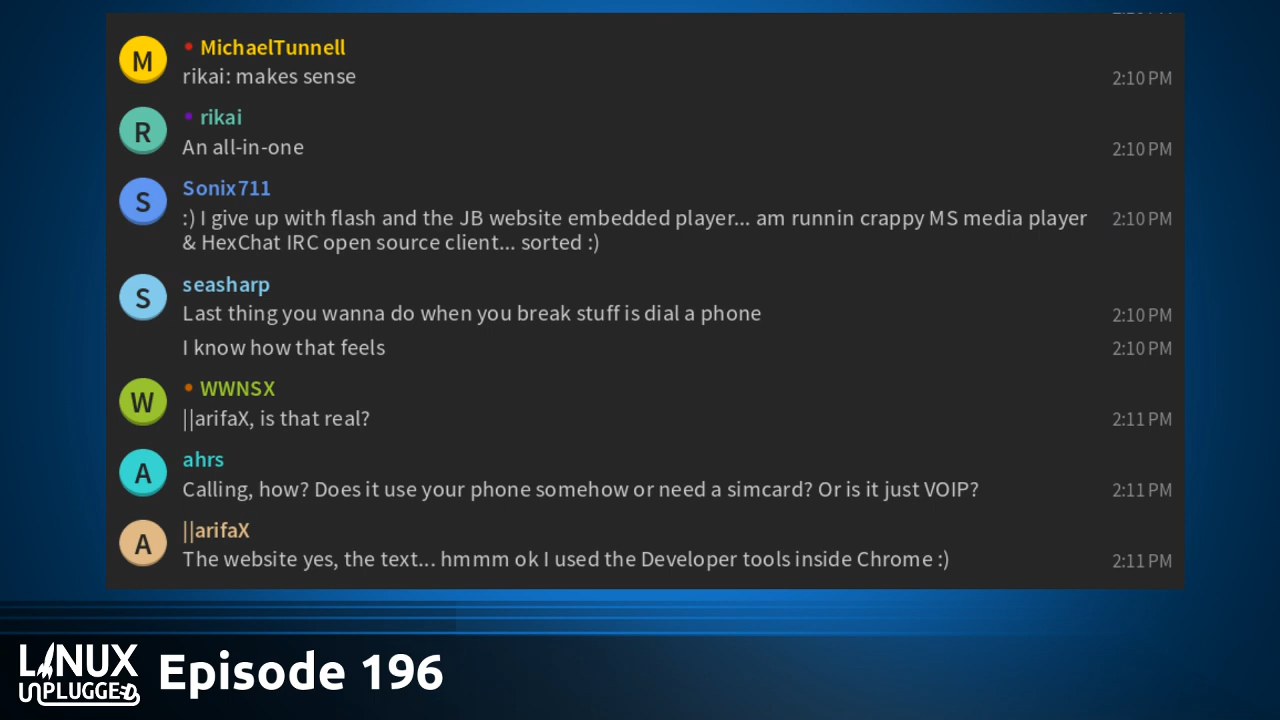 M
MichaelTunnell
rikai: makes sense
2:10 PM
R
rikai
An all-in-one
2:10 PM
S
Sonix711
:) I give up with flash and the JB website embedded player... am runnin crappy MS media player
2:10 PM
& HexChat IRC open source client... sorted :)
S
seasharp
Last thing you wanna do when you break stuff is dial a phone
2:10 PM
I know how that feels
2:10 PM
W
WWNSX
||arifaX, is that real?
2:11 PM
A
ahrs
Calling, how? Does it use your phone somehow or need a simcard? Or is it just VOIP?
2:11 PM
A
||arifaX
The website yes, the text... hmmm ok I used the Developer tools inside Chrome :)
2:11 PM
LINUX
UNPLUGGED
Episode 196